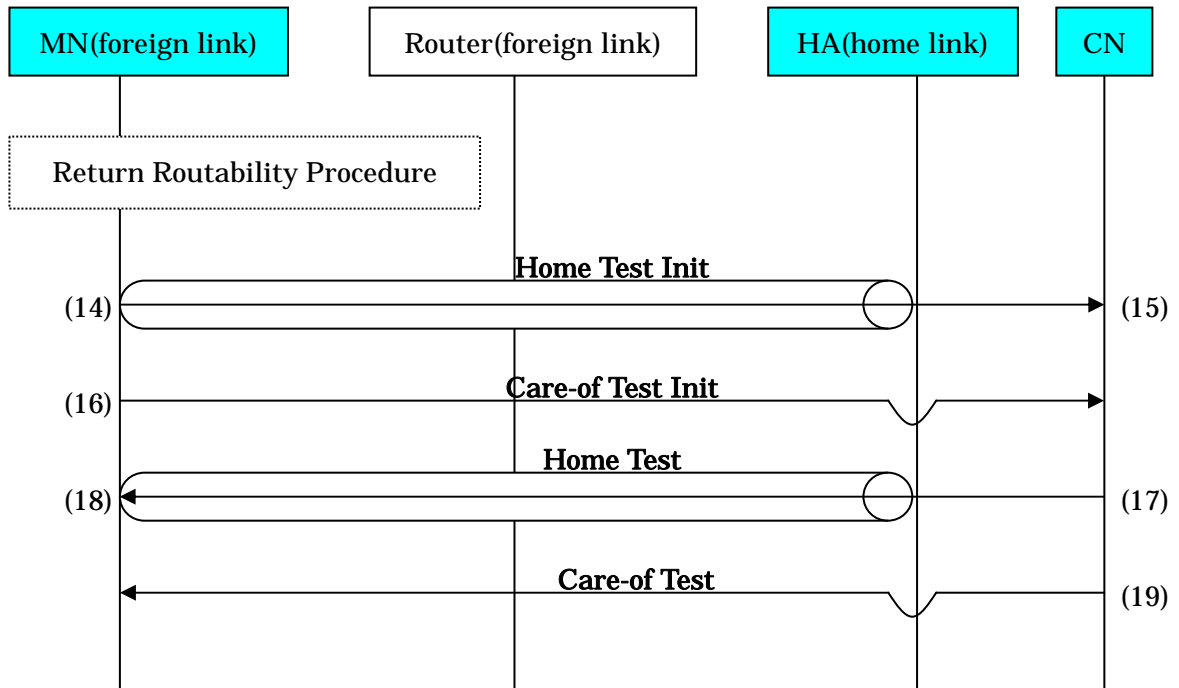 MN(foreign link)
Router(foreign link)
HA(home link)
CN
Return Routability Procedure
Home Test Init
(14)
(15)
Care-of Test Init
(16)
Home Test
(18)
(17)
Care-of Test
(19)